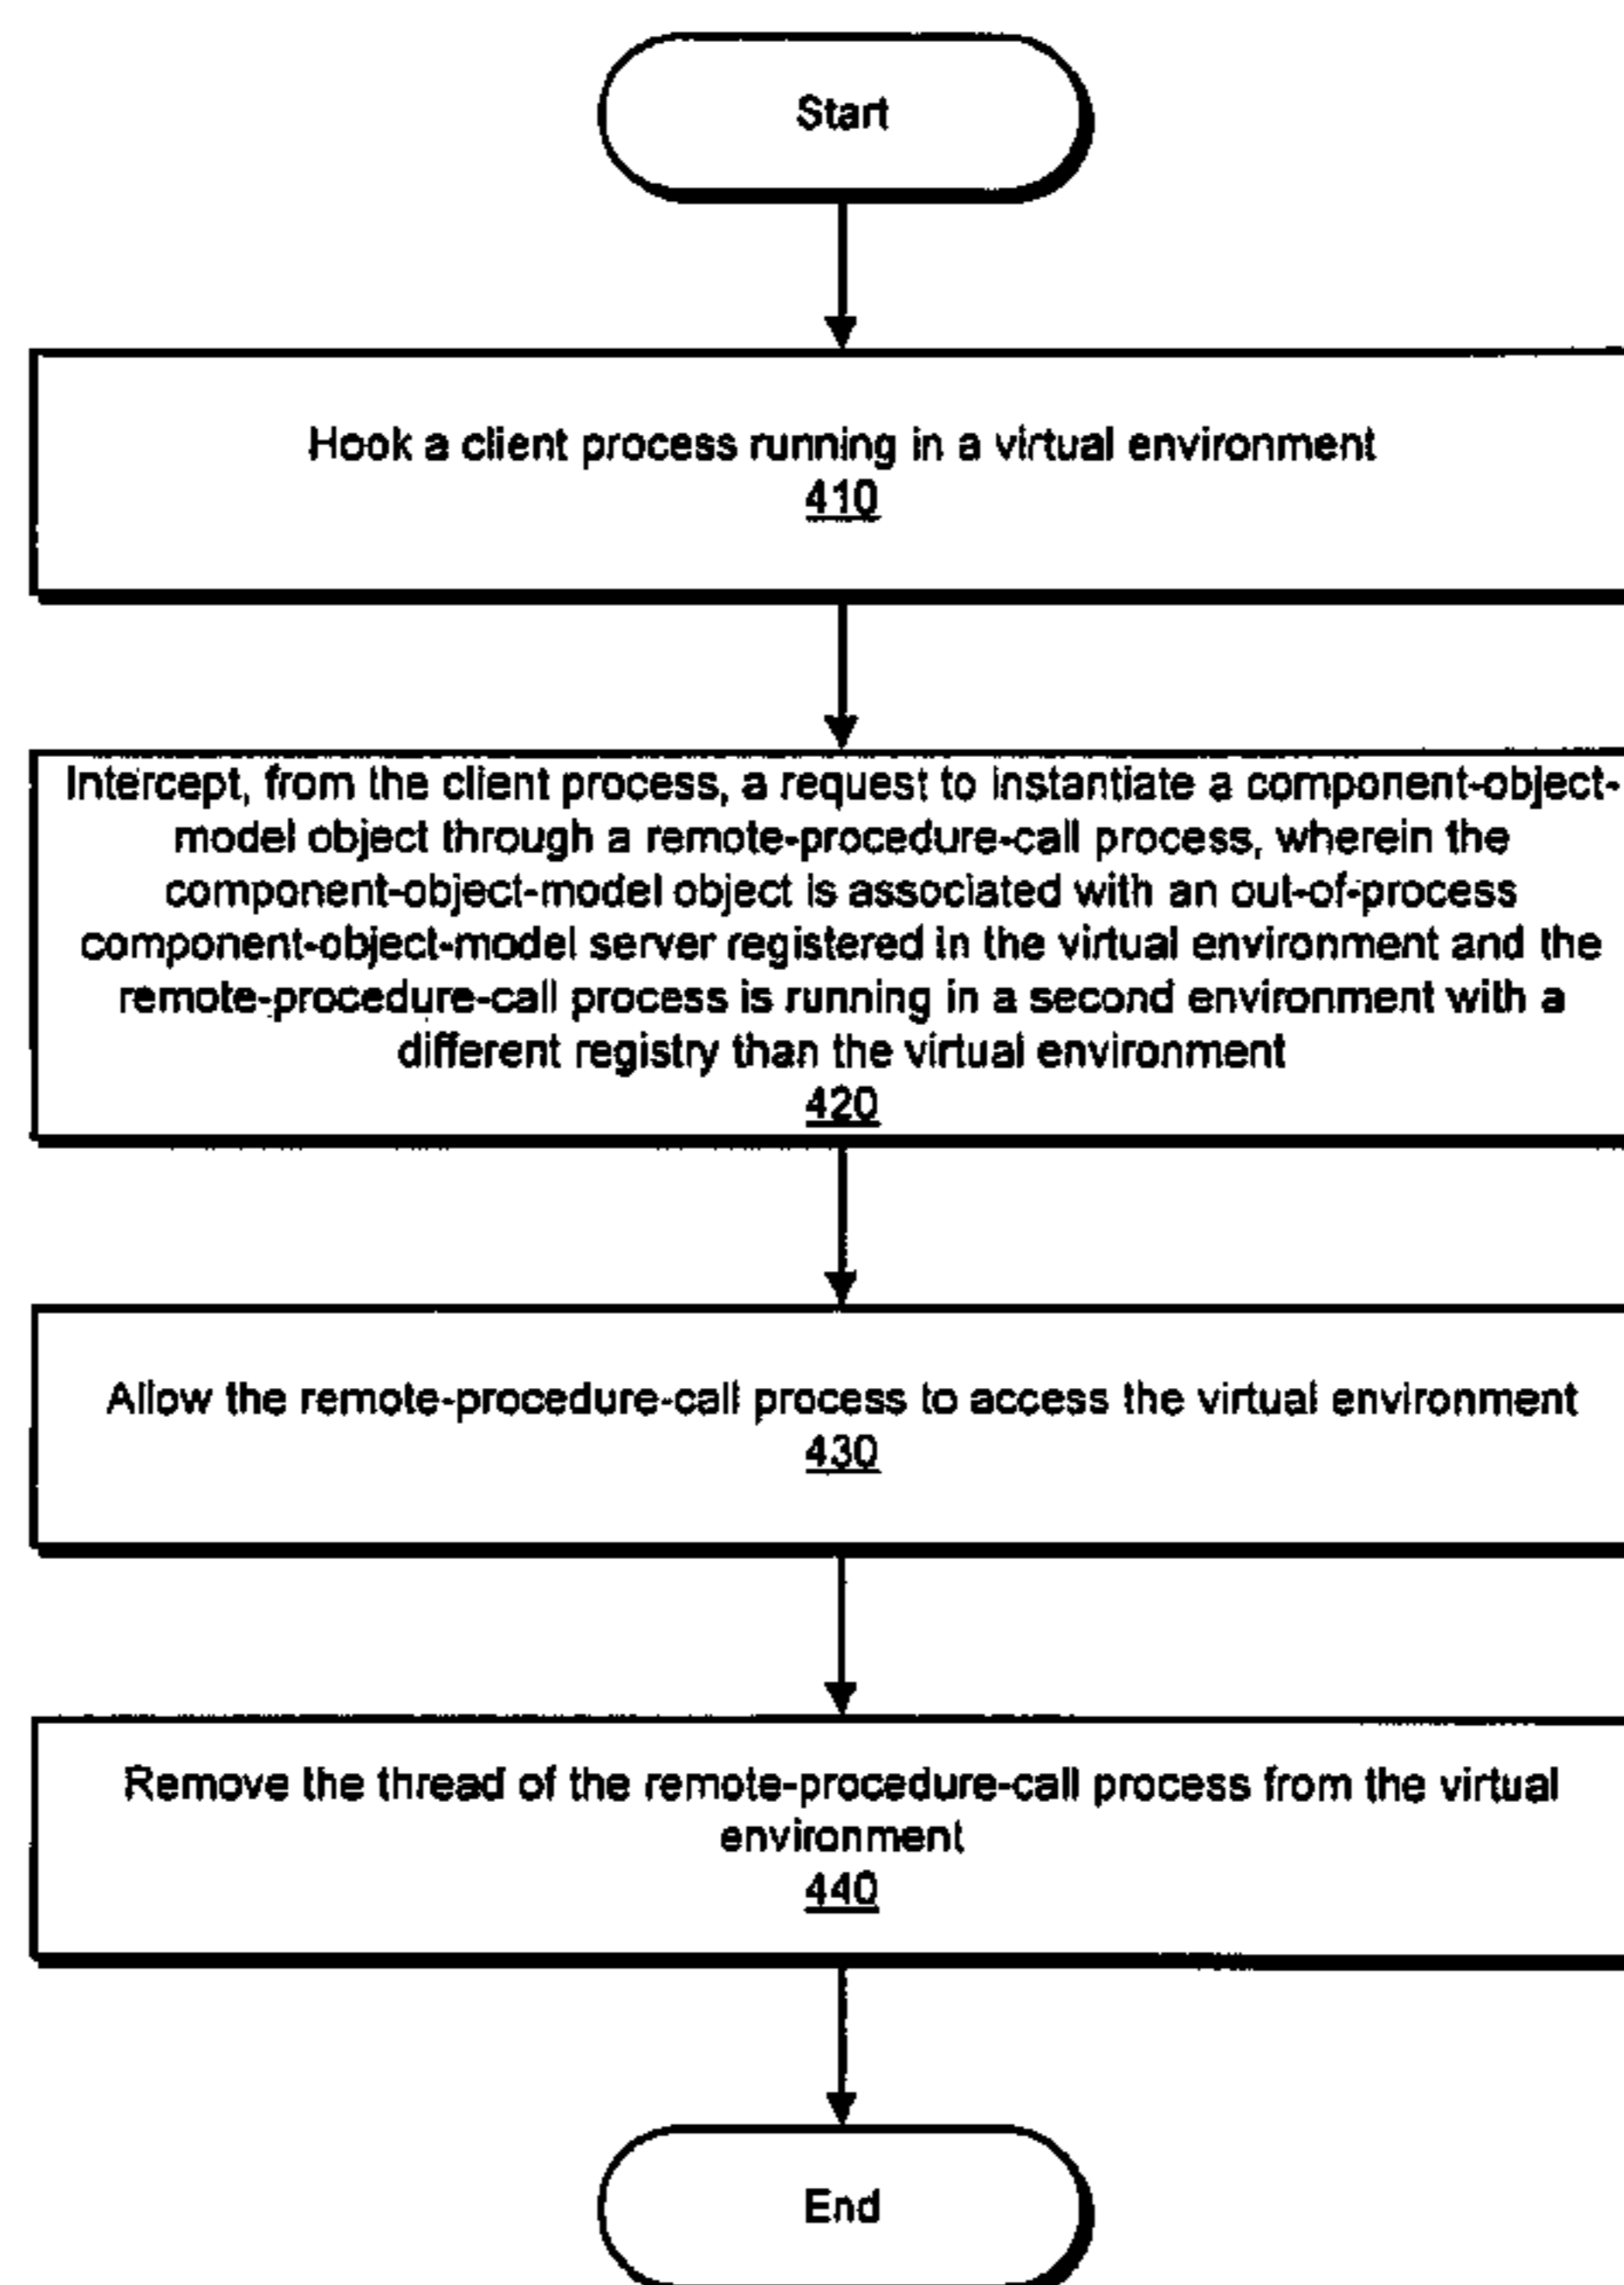 Start
Hook a client process running in a virtual environment
410
Intercept, from the client process, a request to instantiate a component-object-
model object through a remote-procedure-call process, wherein the
component-object-model object is associated with an out-of-process
component-object-model server registered in the virtual environment and the
remote-procedure-call process is running in a second environment with a
different registry than the virtual environment
420
Allow the remote-procedure-call process to access the virtual environment
430
Remove the thread of the remote-procedure-call process from the virtual
environment
440
End